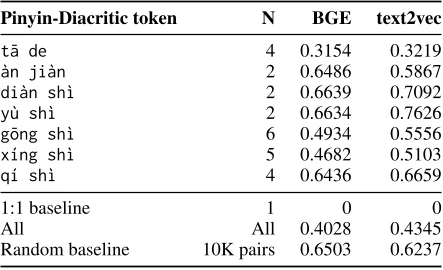 Pinyin-Diacritic token N BGE text2vec
tā de 4 0.3154 0.3219
àn jiàn 2 0.6486 0.5867
diàn shì 2 0.6639 0.7092
yù shì 2 0.6634 0.7626
gōng shì 6 0.4934 0.5556
xíng shì 5 0.4682 0.5103
qí shì 4 0.6436 0.6659
1:1 baseline 1 0 0
All All 0.4028 0.4345
Random baseline 10K pairs 0.6503 0.6237